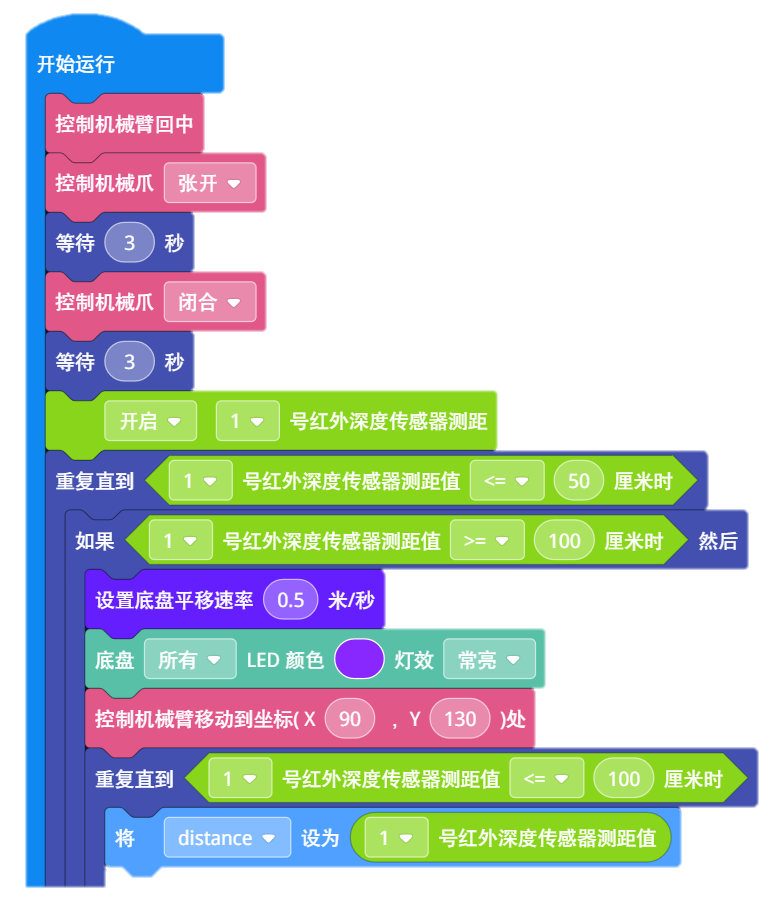 开始运行
控制机械臂回中
控制机械爪 张开
等待 3 秒
控制机械爪 闭合
等待 3 秒
开启 1 号红外深度传感器测距
重复直到 1 号红外深度传感器测距值 <= 50 厘米时
如果 1 号红外深度传感器测距值 >= 100 厘米时 然后
设置底盘平移速率 0.5 米/秒
底盘 所有 LED 颜色 灯效 常亮
控制机械臂移动到坐标( X 90 , Y 130 )处
重复直到 1 号红外深度传感器测距值 <= 100 厘米时
将 distance 设为 1 号红外深度传感器测距值